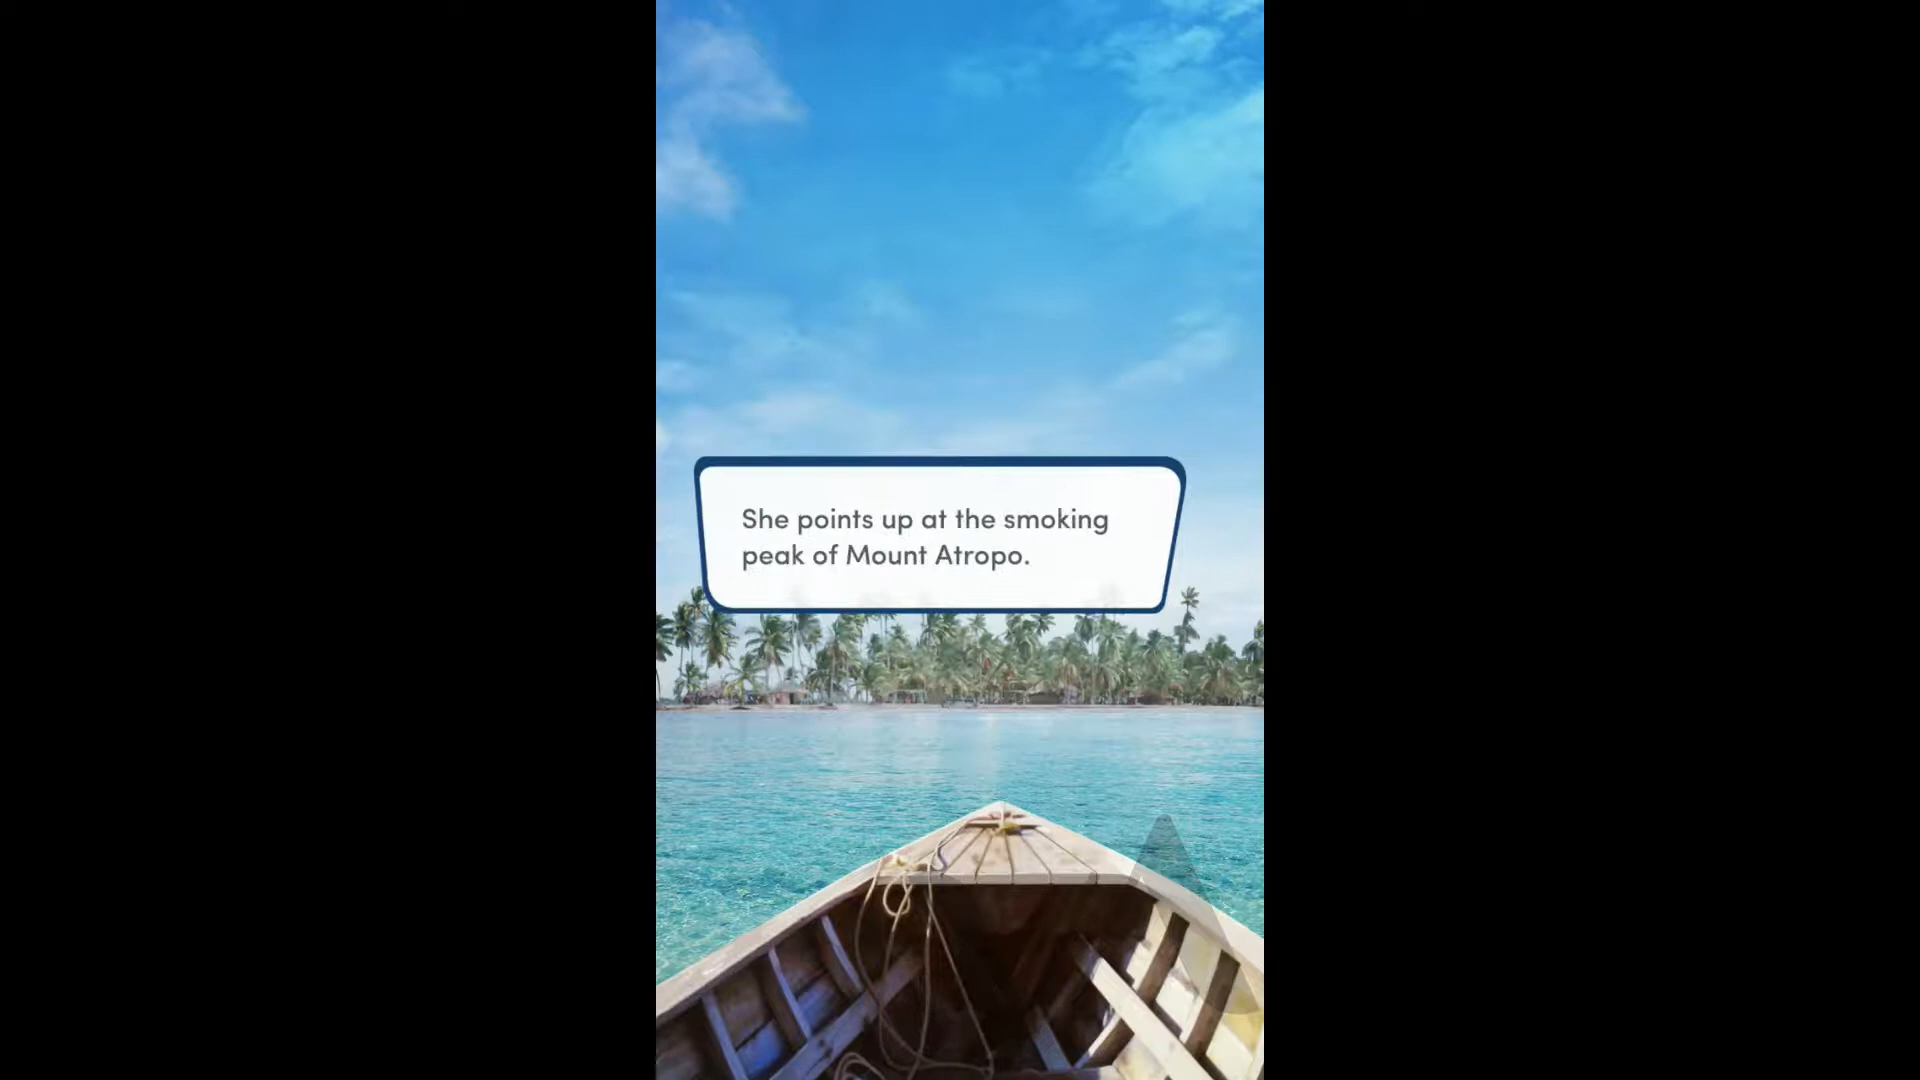 She points up at the smoking
peak of Mount Atropo.